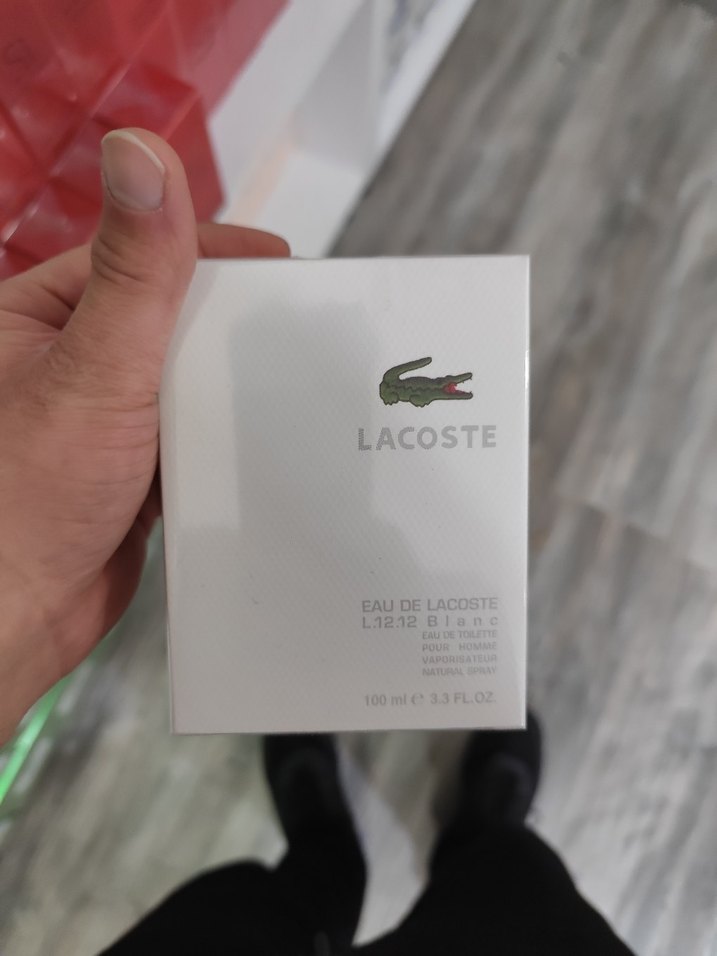 LACOSTE
EAU DE LACOSTE
L.12.12 Blanc
EAU DE TOILETTE
POUR HOMME
VAPORISATEUR
NATURAL SPRAY
100 ml ℮ 3.3 FL.OZ.